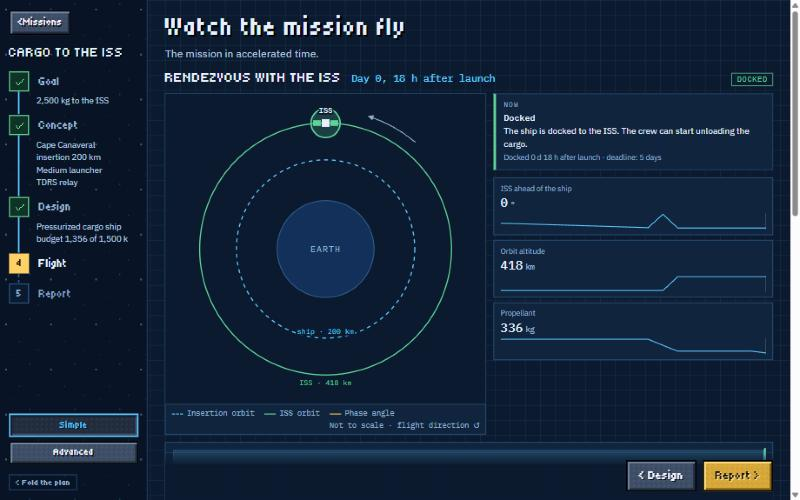 Missions
CARGO TO THE ISS
Goal
2,500 kg to the ISS
Concept
Cape Canaveral
insertion 200 km
Medium launcher
TDRS relay
Design
Pressurized cargo ship
budget 1,356 of 1,500 k
4 Flight
5 Report
Simple
Advanced
Fold the plan
Watch the mission fly
The mission in accelerated time.
RENDEZVOUS WITH THE ISS Day 0, 18 h after launch
DOCKED
ISS
EARTH
ship · 200 km
ISS · 418 km
Insertion orbit ISS orbit Phase angle
Not to scale · flight direction ↺
NOW
Docked
The ship is docked to the ISS. The crew can start unloading the
cargo.
Docked 0 d 18 h after launch · deadline: 5 days
ISS ahead of the ship
0 °
Orbit altitude
418 km
Propellant
336 kg
Design
Report